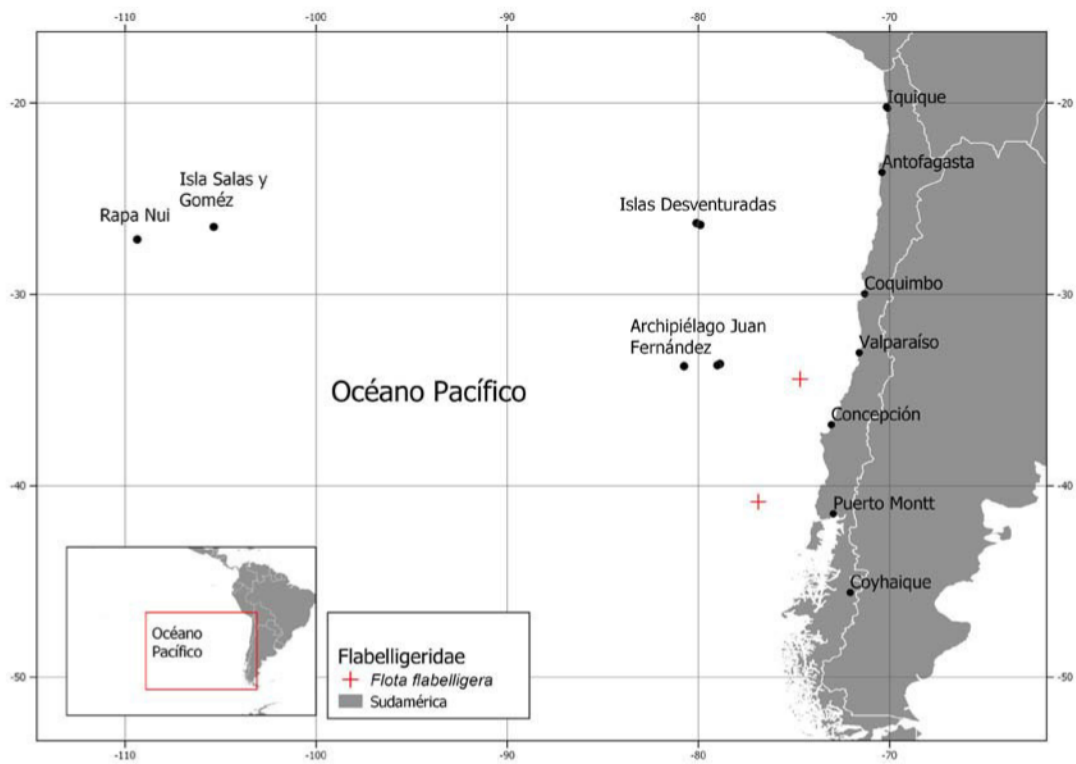 -110
-100
-90
-80
-70
-20
Iquique
-20
Antofagasta
Isla Salas y
Goméz
Rapa Nui
Islas Desventuradas
-30
Coquimbo
-30
Archipiélago Juan
Fernández
Valparaíso
Océano Pacífico
Concepción
-40
-40
Puerto Montt
Coyhaique
Océano
Pacífico
Flabelligeridae
Flota flabelligera
Sudamérica
-50
-50
-110
-100
-90
-80
-70